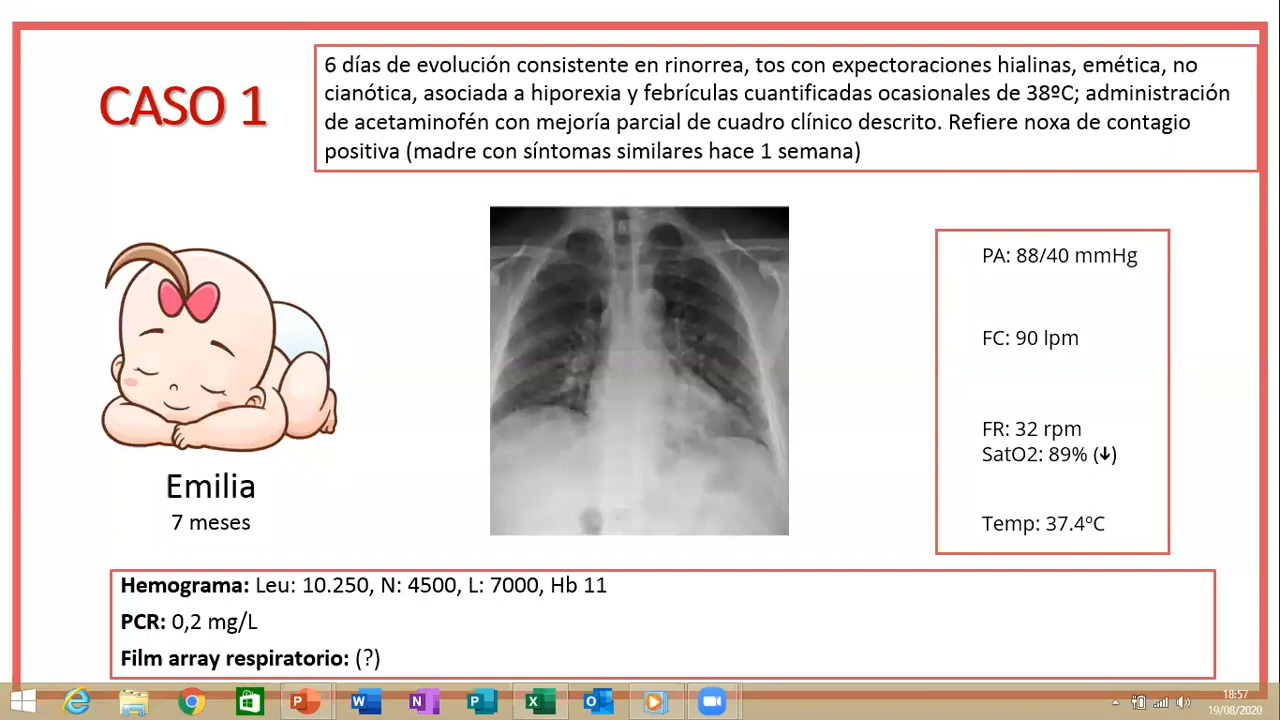 CASO 1
6 días de evolución consistente en rinorrea, tos con expectoraciones hialinas, emética, no
cianótica, asociada a hiporexia y febrículas cuantificadas ocasionales de 38ºC; administración
de acetaminofén con mejoría parcial de cuadro clínico descrito. Refiere noxa de contagio
positiva (madre con síntomas similares hace 1 semana)
Emilia
7 meses
PA: 88/40 mmHg
FC: 90 lpm
FR: 32 rpm
SatO2: 89% (↓)
Temp: 37.4ºC
Hemograma: Leu: 10.250, N: 4500, L: 7000, Hb 11
PCR: 0,2 mg/L
Film array respiratorio: (?)
18:57
19/08/2020